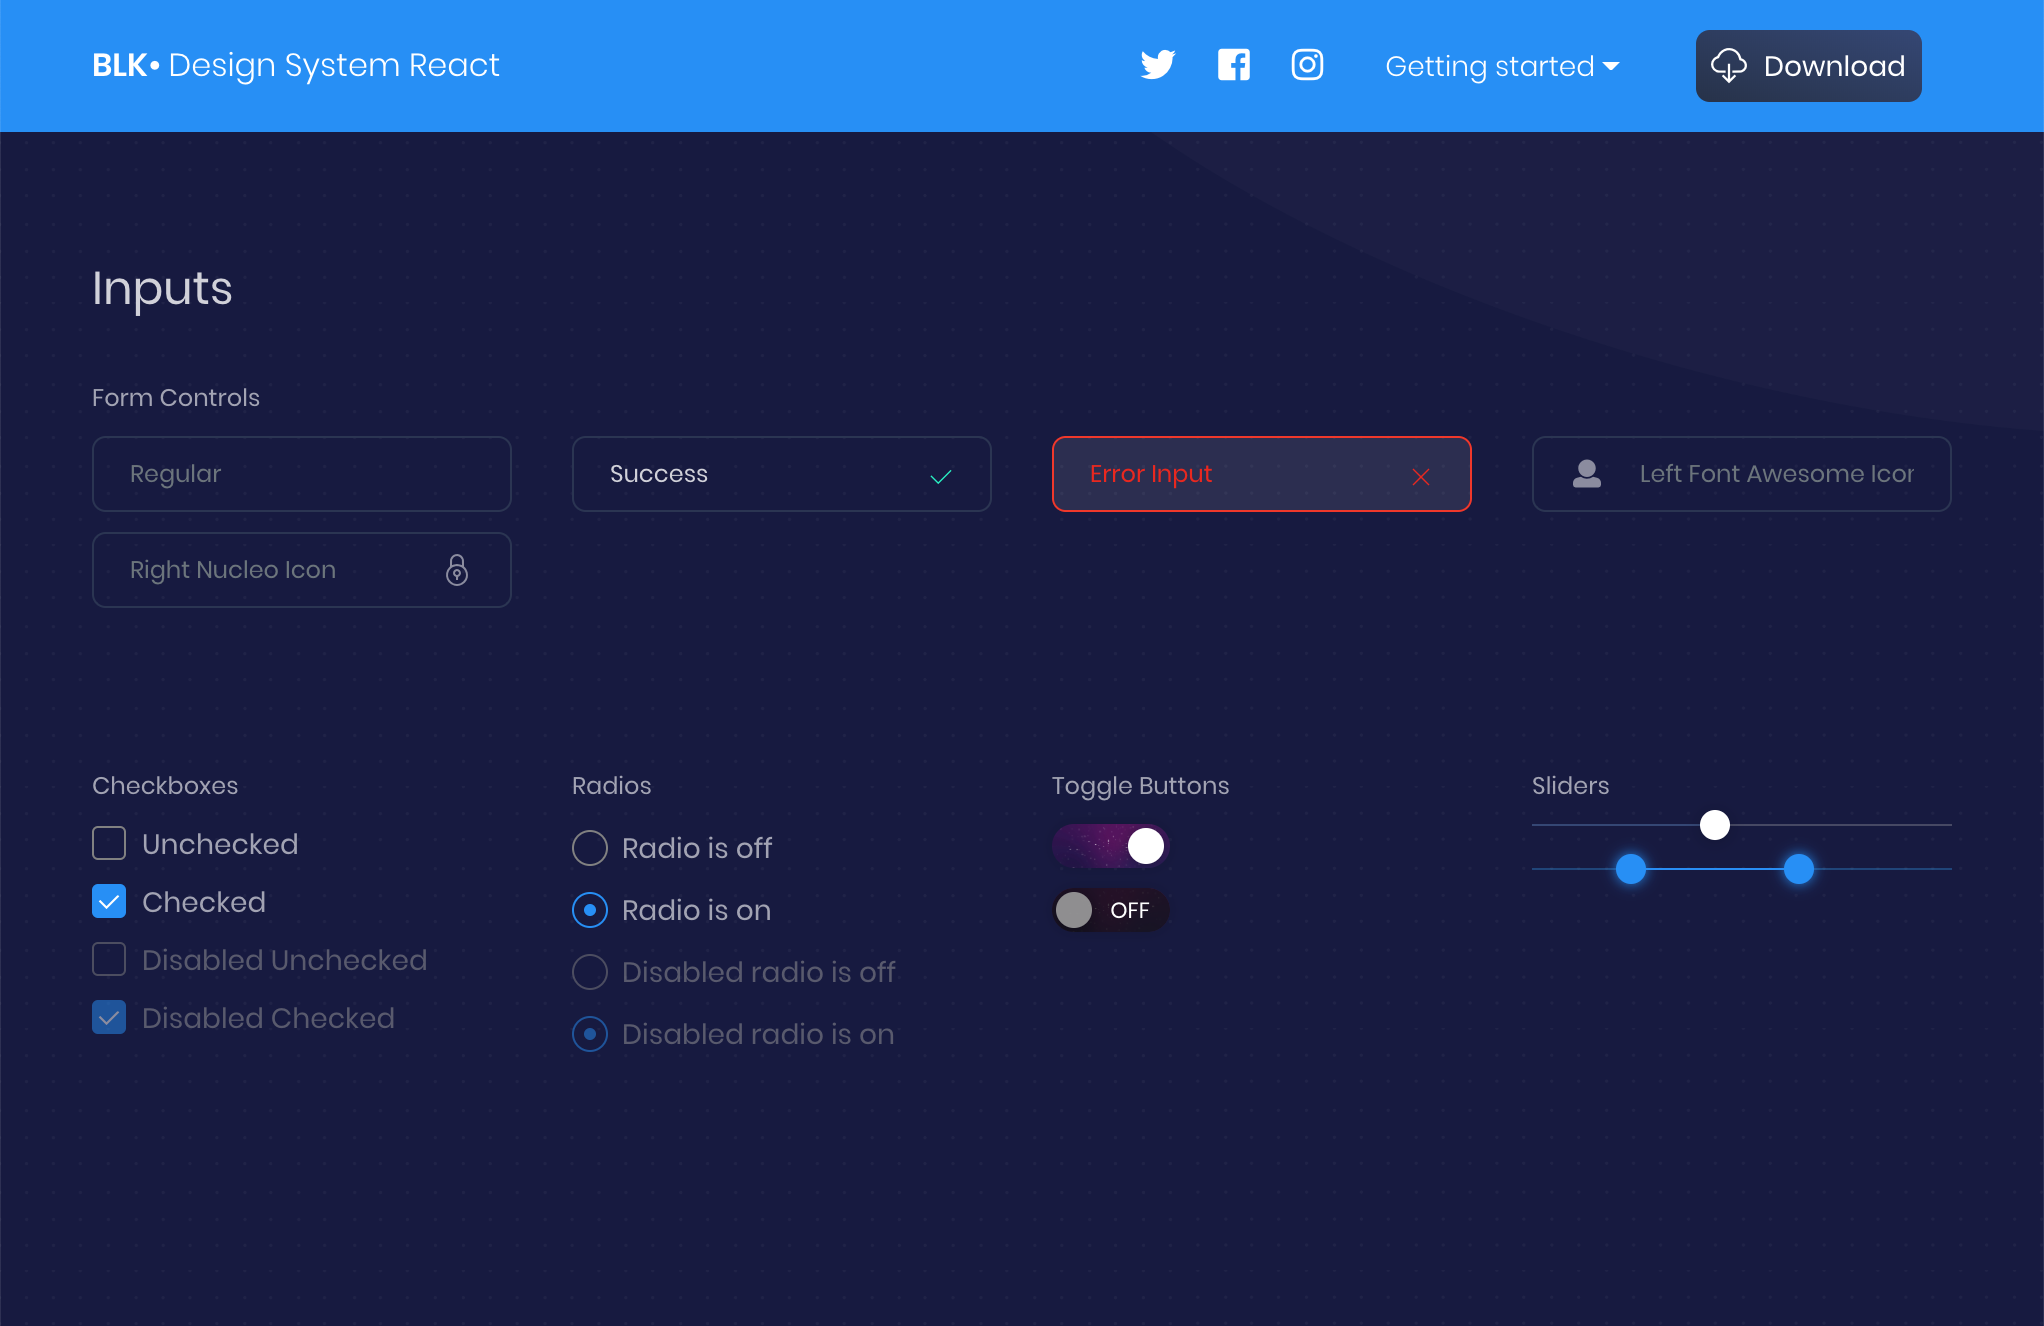 BLK• Design System React
Getting started
Download
Inputs
Form Controls
Regular
Success
Error Input
Left Font Awesome Icon
Right Nucleo Icon
Checkboxes
Unchecked
Checked
Disabled Unchecked
Disabled Checked
Radios
Radio is off
Radio is on
Disabled radio is off
Disabled radio is on
Toggle Buttons
OFF
Sliders